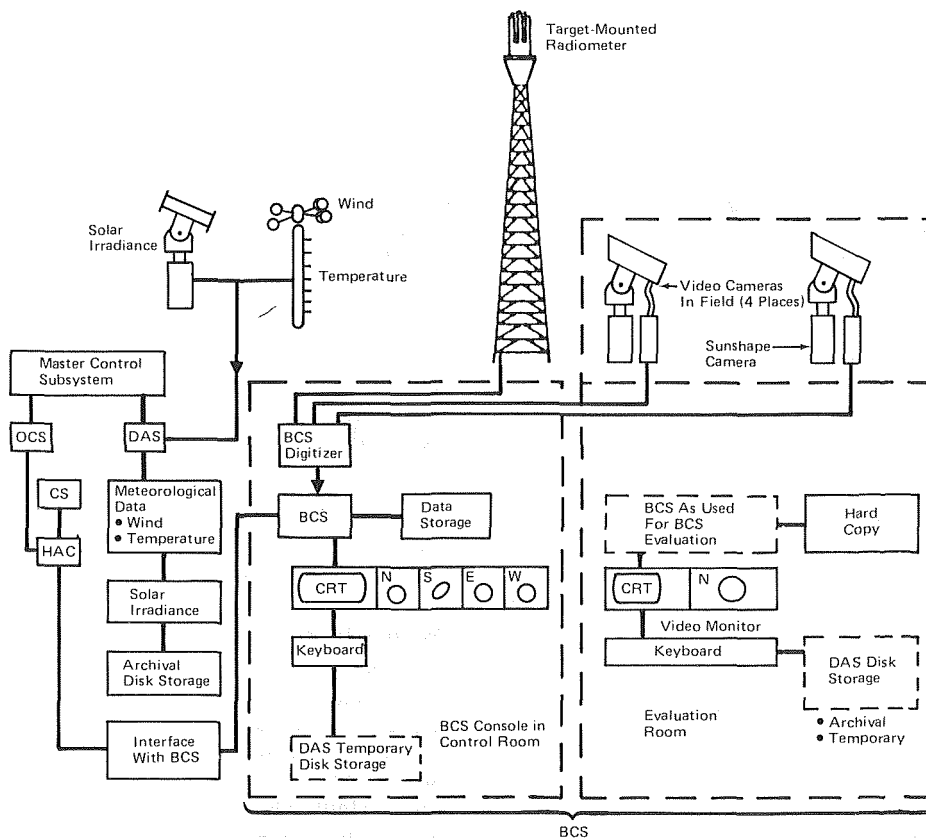 Target-Mounted
Radiometer
Wind
Solar
Irradiance
Temperature
Video Cameras
In Field (4 Places)
Sunshape
Camera
Master Control
Subsystem
OCS
DAS
BCS
Digitizer
CS
HAC
Meteorological
Data
• Wind
• Temperature
BCS
Data
Storage
BCS As Used
For BCS
Evaluation
Hard
Copy
CRT
N
S
E
W
CRT
N
Solar
Irradiance
Video Monitor
Keyboard
Keyboard
Archival
Disk Storage
DAS Disk
Storage
• Archival
• Temporary
Interface
With BCS
BCS Console in
Control Room
Evaluation
Room
DAS Temporary
Disk Storage
BCS